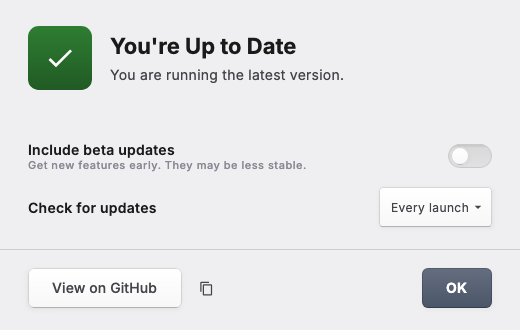 You're Up to Date
You are running the latest version.
Include beta updates
Get new features early. They may be less stable.
Check for updates
Every launch
View on GitHub
OK